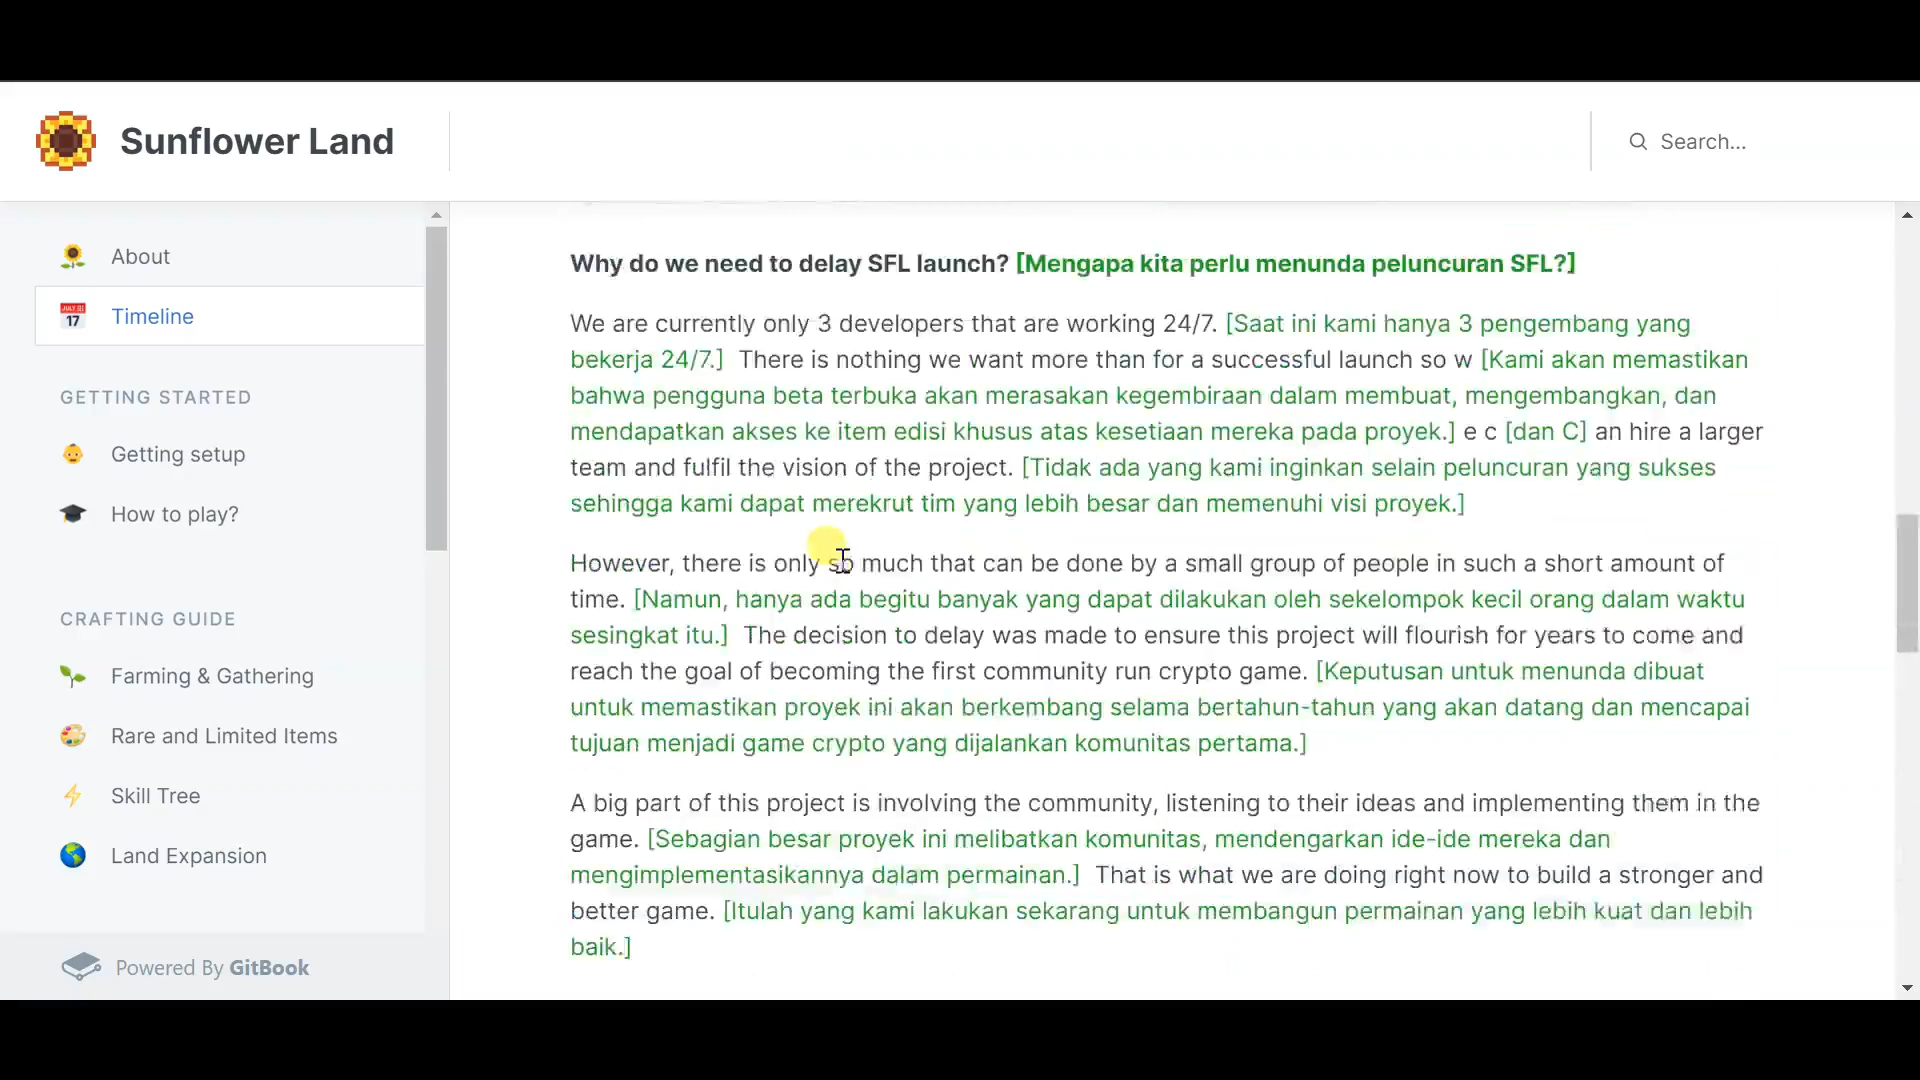 Sunflower Land
Search...
About
JULY 17
Timeline
GETTING STARTED
Getting setup
How to play?
CRAFTING GUIDE
Farming & Gathering
Rare and Limited Items
Skill Tree
Land Expansion
Powered By GitBook
Why do we need to delay SFL launch? [Mengapa kita perlu menunda peluncuran SFL?]
We are currently only 3 developers that are working 24/7. [Saat ini kami hanya 3 pengembang yang
bekerja 24/7.] There is nothing we want more than for a successful launch so w [Kami akan memastikan
bahwa pengguna beta terbuka akan merasakan kegembiraan dalam membuat, mengembangkan, dan
mendapatkan akses ke item edisi khusus atas kesetiaan mereka pada proyek.] e c [dan C] an hire a larger
team and fulfil the vision of the project. [Tidak ada yang kami inginkan selain peluncuran yang sukses
sehingga kami dapat merekrut tim yang lebih besar dan memenuhi visi proyek.]
However, there is only so much that can be done by a small group of people in such a short amount of
time. [Namun, hanya ada begitu banyak yang dapat dilakukan oleh sekelompok kecil orang dalam waktu
sesingkat itu.] The decision to delay was made to ensure this project will flourish for years to come and
reach the goal of becoming the first community run crypto game. [Keputusan untuk menunda dibuat
untuk memastikan proyek ini akan berkembang selama bertahun-tahun yang akan datang dan mencapai
tujuan menjadi game crypto yang dijalankan komunitas pertama.]
A big part of this project is involving the community, listening to their ideas and implementing them in the
game. [Sebagian besar proyek ini melibatkan komunitas, mendengarkan ide-ide mereka dan
mengimplementasikannya dalam permainan.] That is what we are doing right now to build a stronger and
better game. [Itulah yang kami lakukan sekarang untuk membangun permainan yang lebih kuat dan lebih
baik.]